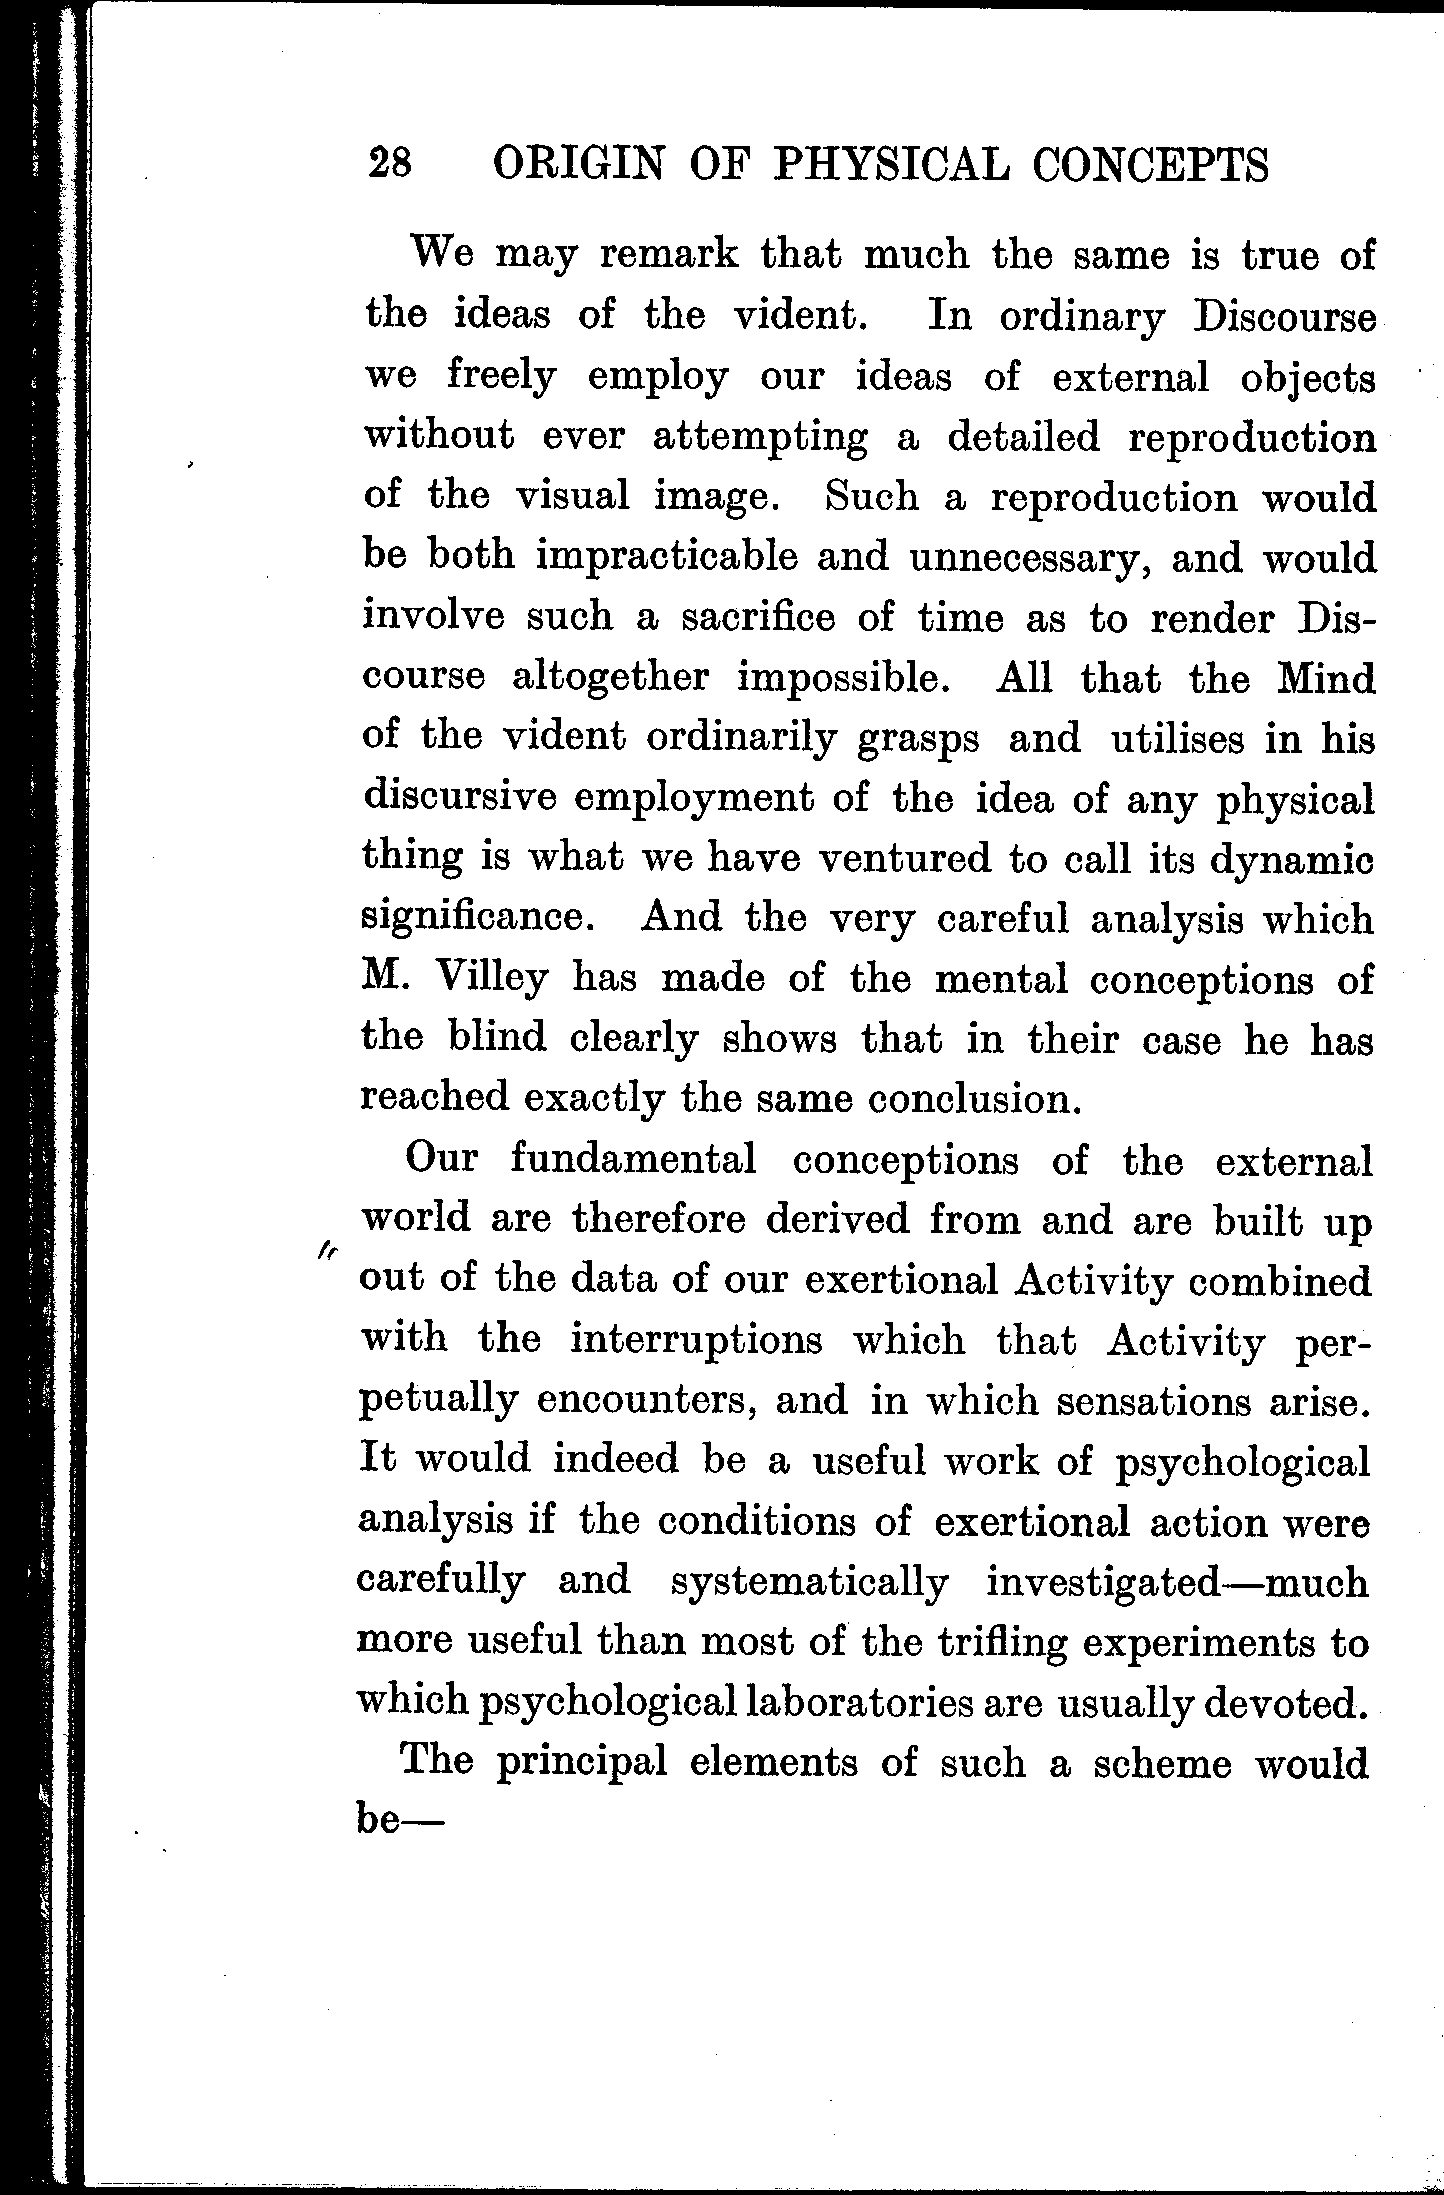 28 ORIGIN OF PHYSICAL CONCEPTS
We may remark that much the same is true of
the ideas of the vident. In ordinary Discourse
we freely employ our ideas of external objects
without ever attempting a detailed reproduction
of the visual image. Such a reproduction would
be both impracticable and unnecessary, and would
involve such a sacrifice of time as to render Dis-
course altogether impossible. All that the Mind
of the vident ordinarily grasps and utilises in his
discursive employment of the idea of any physical
thing is what we have ventured to call its dynamic
significance. And the very careful analysis which
M. Villey has made of the mental conceptions of
the blind clearly shows that in their case he has
reached exactly the same conclusion.
Our fundamental conceptions of the external
world are therefore derived from and are built up
out of the data of our exertional Activity combined
with the interruptions which that Activity per-
petually encounters, and in which sensations arise.
It would indeed be a useful work of psychological
analysis if the conditions of exertional action were
carefully and systematically investigated—much
more useful than most of the trifling experiments to
which psychological laboratories are usually devoted.
The principal elements of such a scheme would
be—